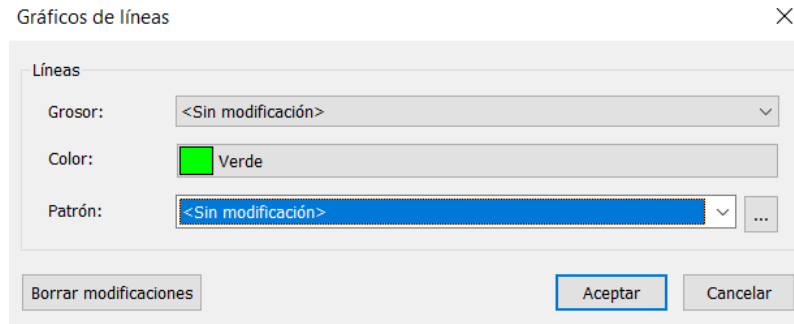 Gráficos de líneas
Líneas
Grosor: <Sin modificación>
Color: Verde
Patrón: <Sin modificación> ...
Borrar modificaciones Aceptar Cancelar